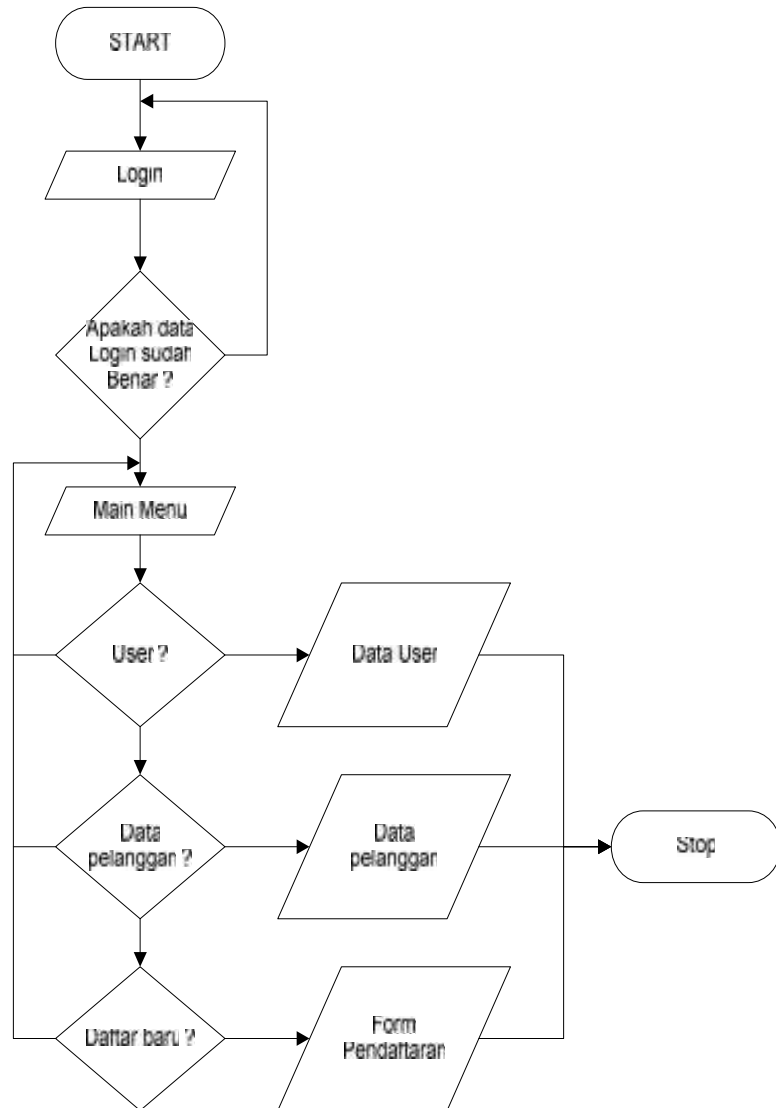 START
Login
Apakah data
Login sudah
Benar ?
Main Menu
User ?
Data User
Data
pelanggan ?
Data
pelanggan
Stop
Daftar baru ?
Form
Pendaftaran